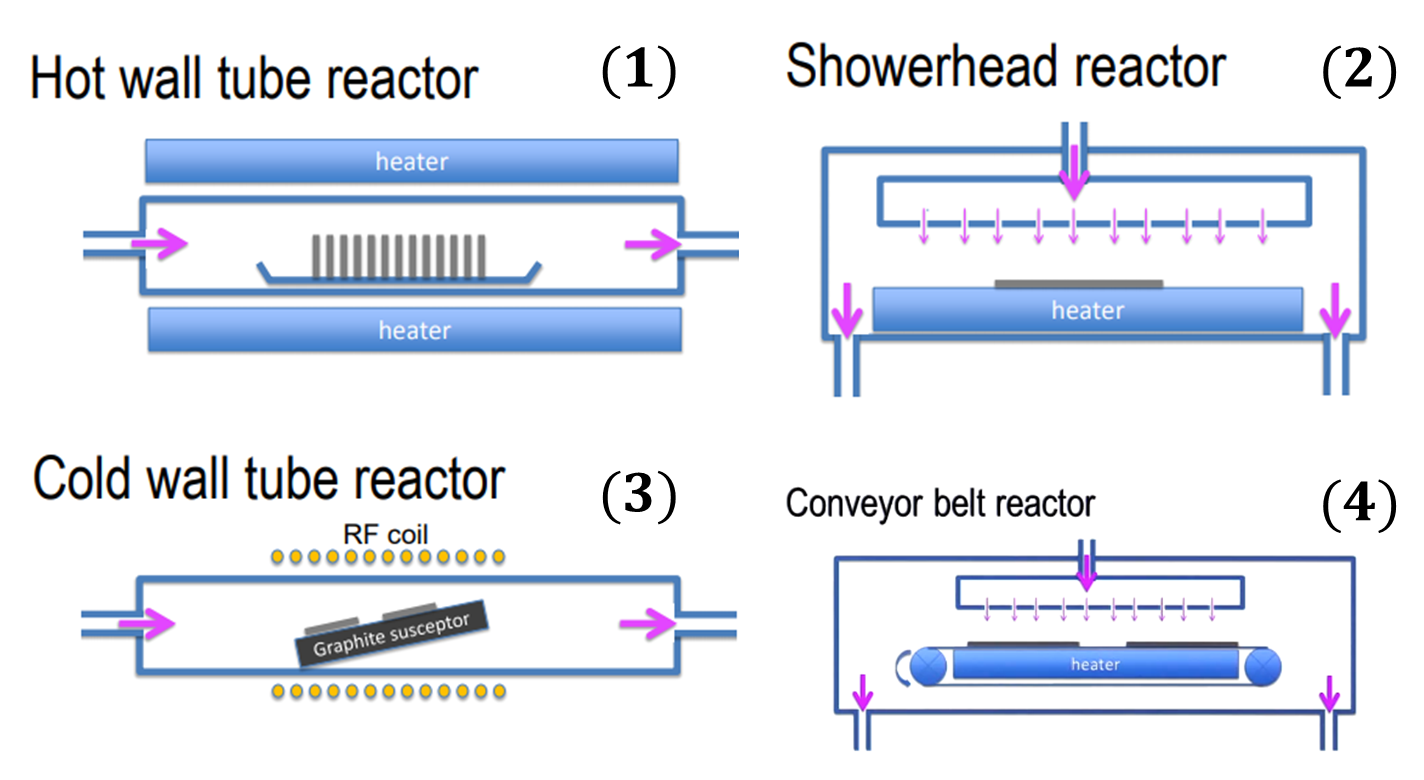 Hot wall tube reactor
(1)
heater
heater
Showerhead reactor
(2)
heater
Cold wall tube reactor
(3)
RF coil
Graphite susceptor
Conveyor belt reactor
(4)
heater